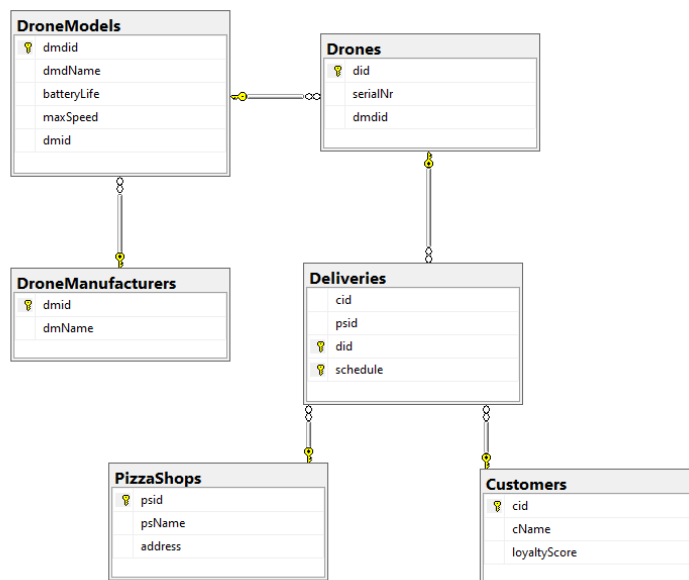 DroneModels
dmdid
dmdName
batteryLife
maxSpeed
dmid
Drones
did
serialNr
dmdid
DroneManufacturers
dmid
dmName
Deliveries
cid
psid
did
schedule
PizzaShops
psid
psName
address
Customers
cid
cName
loyaltyScore